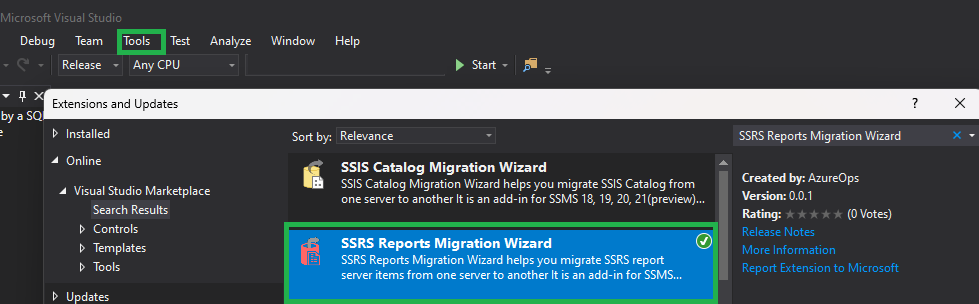 Microsoft Visual Studio
Debug Team Tools Test Analyze Window Help
Release Any CPU Start
by a SQ
Extensions and Updates ?
Installed
Online
Visual Studio Marketplace
Search Results
Controls
Templates
Tools
Updates
Sort by: Relevance
SSIS Catalog Migration Wizard
SSIS Catalog Migration Wizard helps you migrate SSIS Catalog from
one server to another It is an add-in for SSMS 18, 19, 20, 21(preview)...
SSRS Reports Migration Wizard
SSRS Reports Migration Wizard helps you migrate SSRS report
server items from one server to another It is an add-in for SSMS...
SSRS Reports Migration Wizard
Created by: AzureOps
Version: 0.0.1
Rating: (0 Votes)
Release Notes
More Information
Report Extension to Microsoft